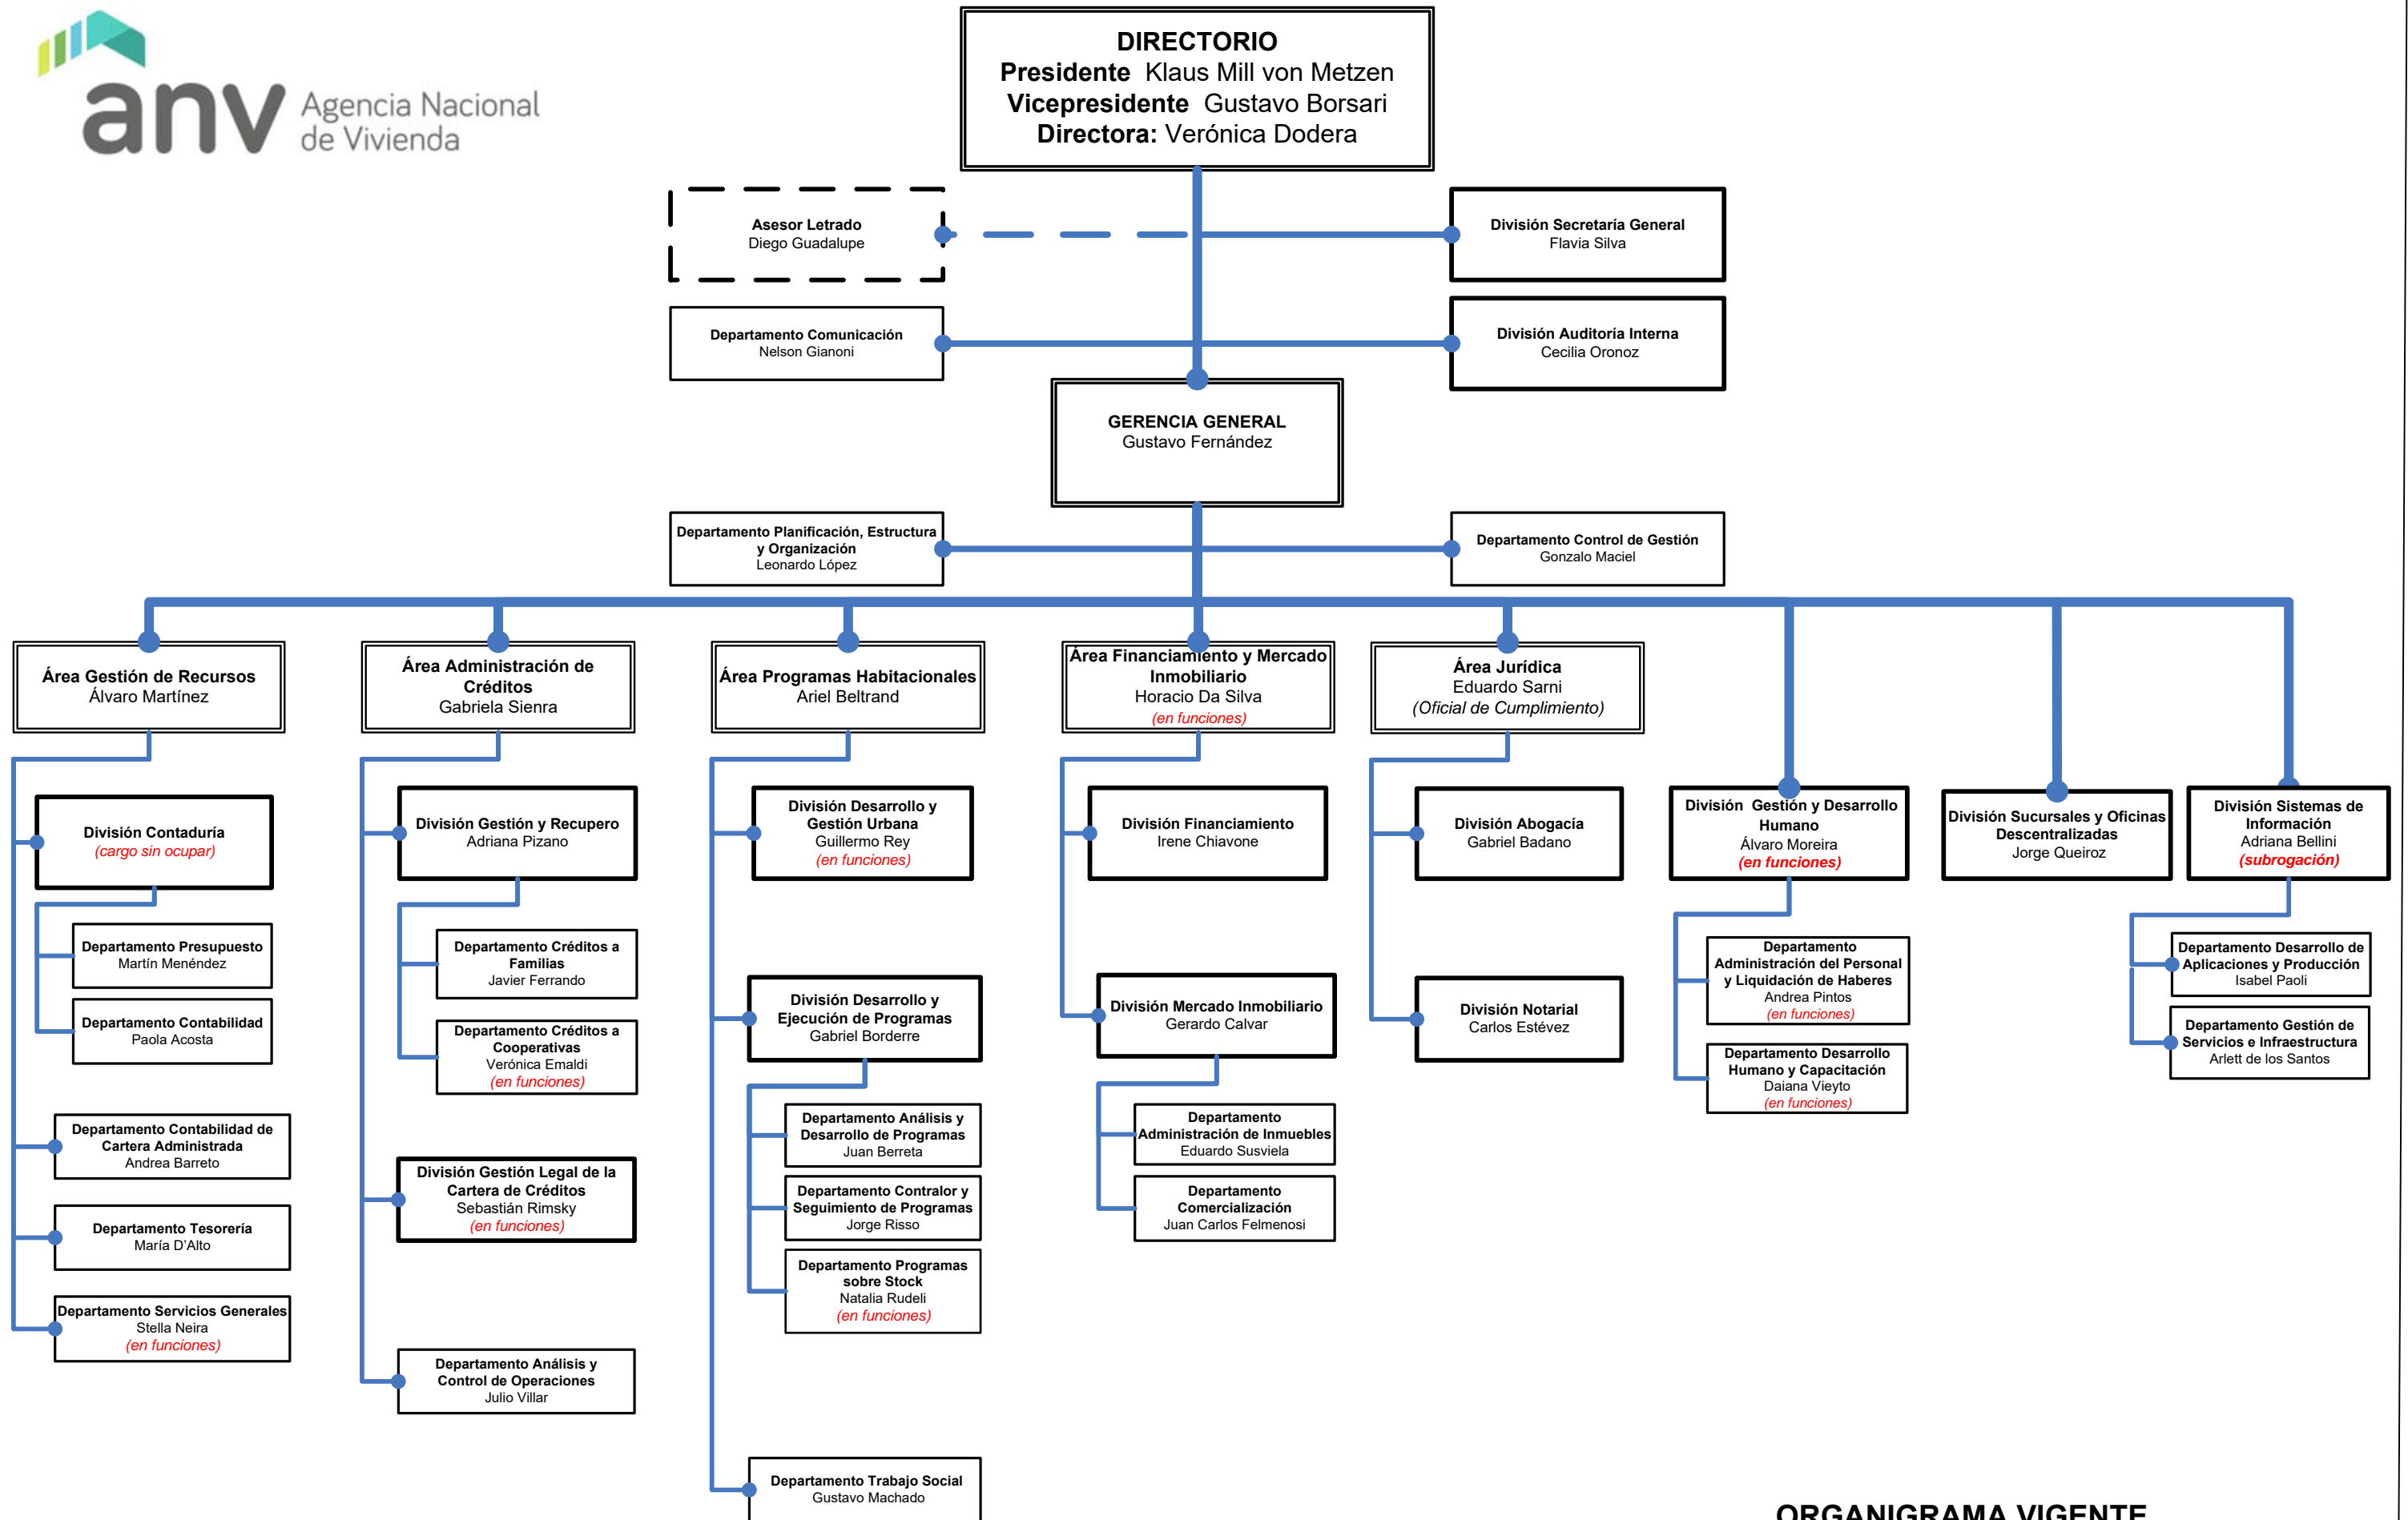 anv Agencia Nacional
de Vivienda
DIRECTORIO
Presidente Klaus Mill von Metzen
Vicepresidente Gustavo Borsari
Directora: Verónica Dodera
Asesor Letrado
Diego Guadalupe
División Secretaría General
Flavia Silva
Departamento Comunicación
Nelson Gianoni
División Auditoría Interna
Cecilia Oronoz
GERENCIA GENERAL
Gustavo Fernández
Departamento Planificación, Estructura
y Organización
Leonardo López
Departamento Control de Gestión
Gonzalo Maciel
Área Gestión de Recursos
Álvaro Martínez
Área Administración de
Créditos
Gabriela Sienra
Área Programas Habitacionales
Ariel Beltrand
Área Financiamiento y Mercado
Inmobiliario
Horacio Da Silva
(en funciones)
Área Jurídica
Eduardo Sarni
(Oficial de Cumplimiento)
División Contaduría
(cargo sin ocupar)
Departamento Presupuesto
Martín Menéndez
Departamento Contabilidad
Paola Acosta
Departamento Contabilidad de
Cartera Administrada
Andrea Barreto
Departamento Tesorería
María D’Alto
Departamento Servicios Generales
Stella Neira
(en funciones)
División Gestión y Recupero
Adriana Pizano
Departamento Créditos a
Familias
Javier Ferrando
Departamento Créditos a
Cooperativas
Verónica Emaldi
(en funciones)
División Gestión Legal de la
Cartera de Créditos
Sebastián Rimsky
(en funciones)
Departamento Análisis y
Control de Operaciones
Julio Villar
División Desarrollo y
Gestión Urbana
Guillermo Rey
(en funciones)
División Desarrollo y
Ejecución de Programas
Gabriel Borderre
Departamento Análisis y
Desarrollo de Programas
Juan Berreta
Departamento Contralor y
Seguimiento de Programas
Jorge Risso
Departamento Programas
sobre Stock
Natalia Rudeli
(en funciones)
Departamento Trabajo Social
Gustavo Machado
División Financiamiento
Irene Chiavone
División Mercado Inmobiliario
Gerardo Calvar
Departamento
Administración de Inmuebles
Eduardo Susviela
Departamento
Comercialización
Juan Carlos Felmenosi
División Abogacía
Gabriel Badano
División Notarial
Carlos Estévez
División Gestión y Desarrollo
Humano
Álvaro Moreira
(en funciones)
Departamento
Administración del Personal
y Liquidación de Haberes
Andrea Pintos
(en funciones)
Departamento Desarrollo
Humano y Capacitación
Daiana Vieyto
(en funciones)
División Sucursales y Oficinas
Descentralizadas
Jorge Queiroz
División Sistemas de
Información
Adriana Bellini
(subrogación)
Departamento Desarrollo de
Aplicaciones y Producción
Isabel Paoli
Departamento Gestión de
Servicios e Infraestructura
Arlett de los Santos
ORGANIGRAMA VIGENTE